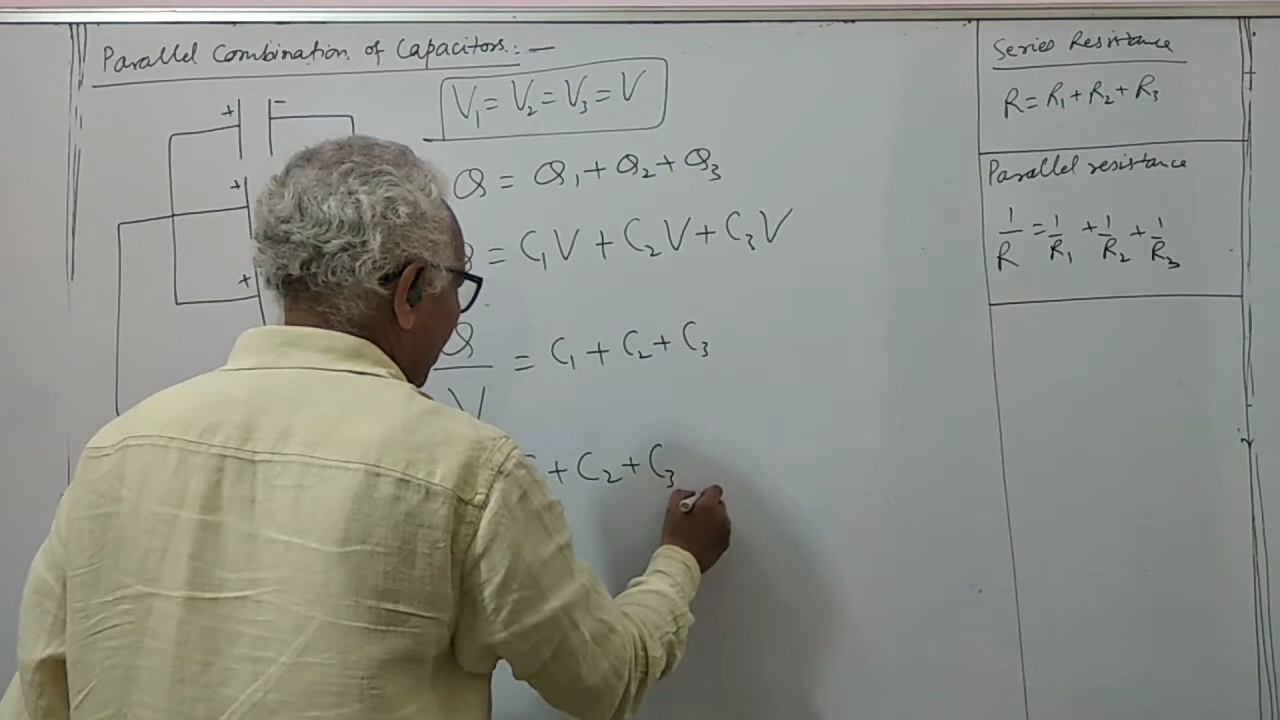 Parallel Combination of Capacitors:-
+ -
V₁ = V₂ = V₃ = V
Q = Q₁ + Q₂ + Q₃
+
= C₁V + C₂V + C₃V
+
Q/V = C₁ + C₂ + C₃
+ C₂ + C₃
Series Resistance
R = R₁ + R₂ + R₃
Parallel resistance
1/R = 1/R₁ + 1/R₂ + 1/R₃